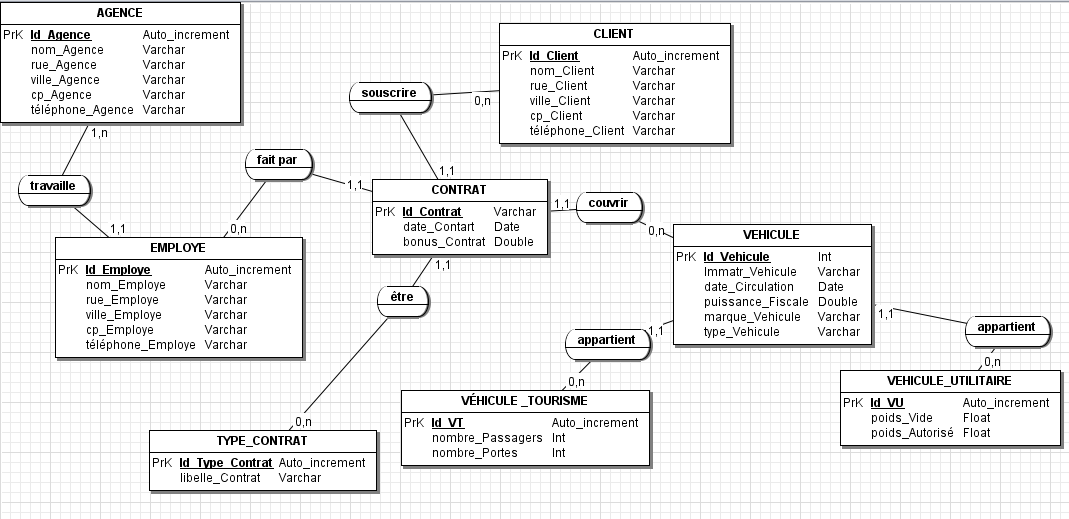 AGENCE
PrK Id_Agence Auto_increment
nom_Agence Varchar
rue_Agence Varchar
ville_Agence Varchar
cp_Agence Varchar
téléphone_Agence Varchar
CLIENT
PrK Id_Client Auto_increment
nom_Client Varchar
rue_Client Varchar
ville_Client Varchar
cp_Client Varchar
téléphone_Client Varchar
souscrire
0,n
1,1
1,n
travaille
1,1
fait par
1,1
0,n
CONTRAT
PrK Id_Contrat Varchar
date_Contart Date
bonus_Contrat Double
1,1
couvrir
0,n
EMPLOYE
PrK Id_Employe Auto_increment
nom_Employe Varchar
rue_Employe Varchar
ville_Employe Varchar
cp_Employe Varchar
téléphone_Employe Varchar
VEHICULE
PrK Id_Vehicule Int
Immatr_Vehicule Varchar
date_Circulation Date
puissance_Fiscale Double
marque_Vehicule Varchar
type_Vehicule Varchar
1,1
être
0,n
1,1
appartient
0,n
1,1
appartient
0,n
TYPE_CONTRAT
PrK Id_Type_Contrat Auto_increment
libelle_Contrat Varchar
VÉHICULE _TOURISME
PrK Id_VT Auto_increment
nombre_Passagers Int
nombre_Portes Int
VEHICULE_UTILITAIRE
PrK Id_VU Auto_increment
poids_Vide Float
poids_Autorisé Float